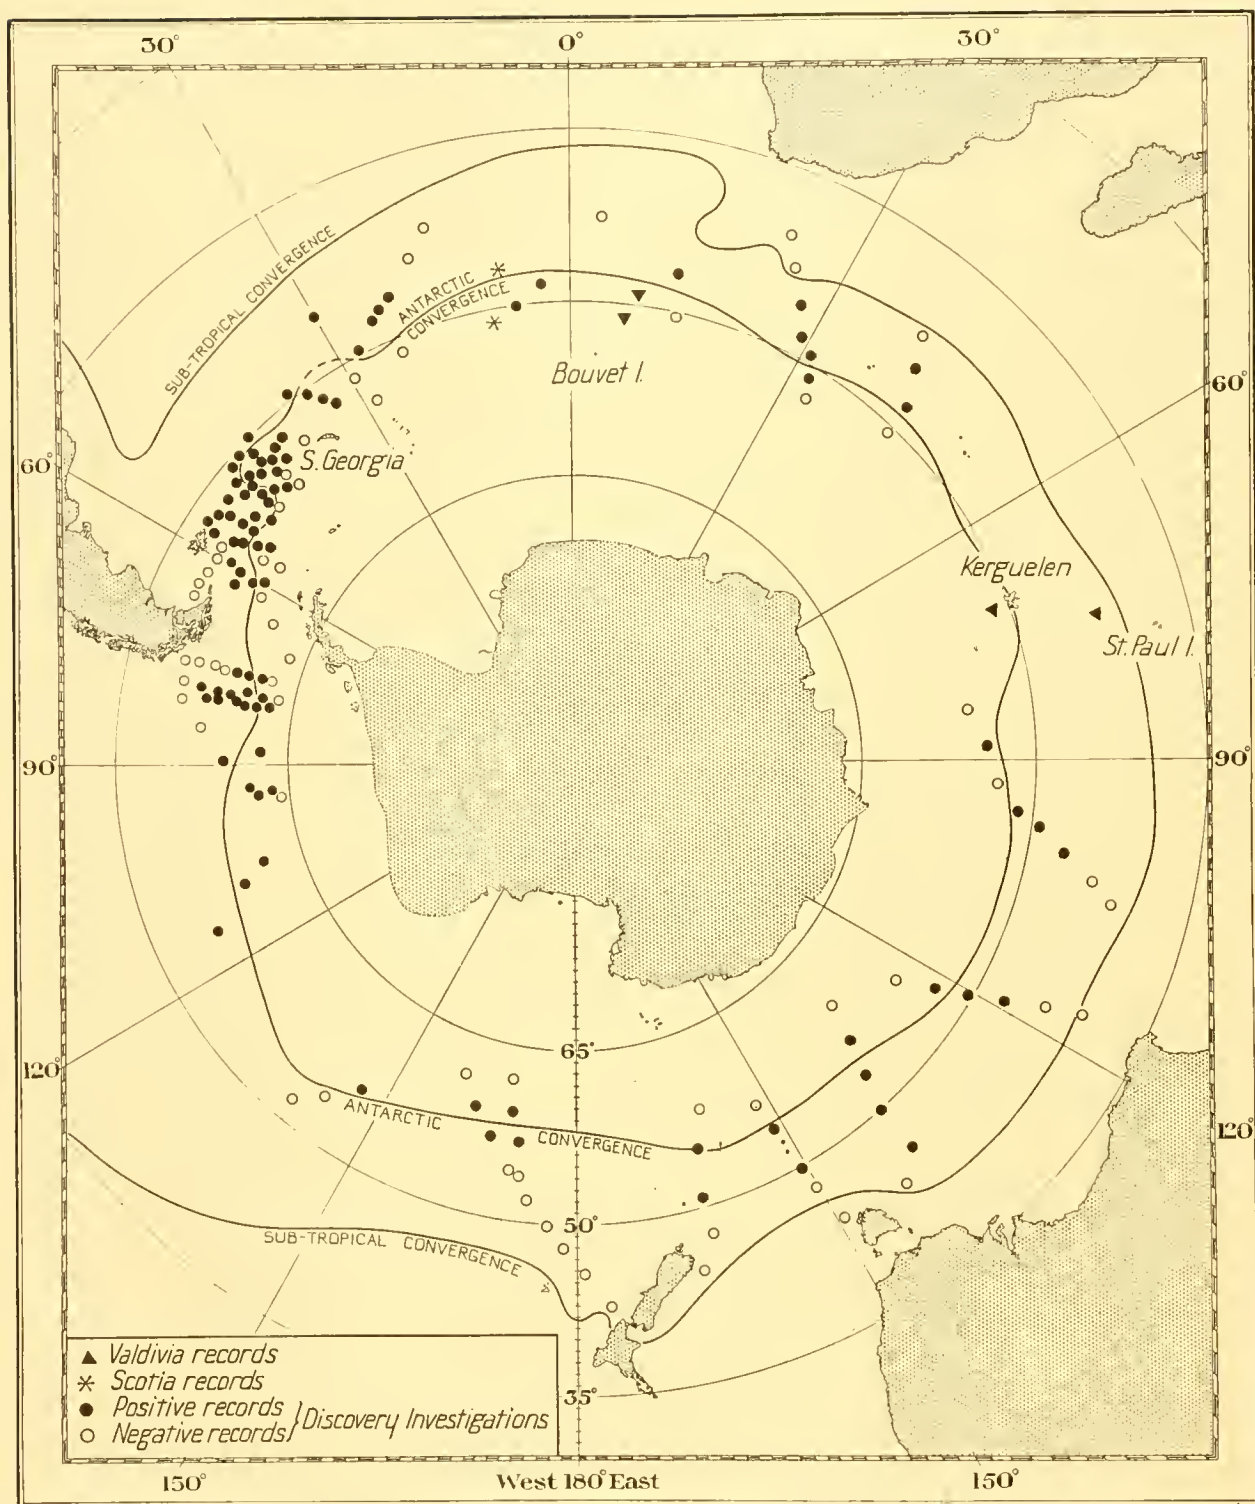 30° 0° 30°
SUB-TROPICAL CONVERGENCE
ANTARCTIC
CONVERGENCE
Bouvet I.
60°
60°
S. Georgia
Kerguelen
St. Paul I.
90°
90°
65°
120°
ANTARCTIC CONVERGENCE
120°
50°
SUB-TROPICAL CONVERGENCE
35°
▲ Valdivia records
* Scotia records
● Positive records } Discovery Investigations
○ Negative records
150° West 180° East 150°